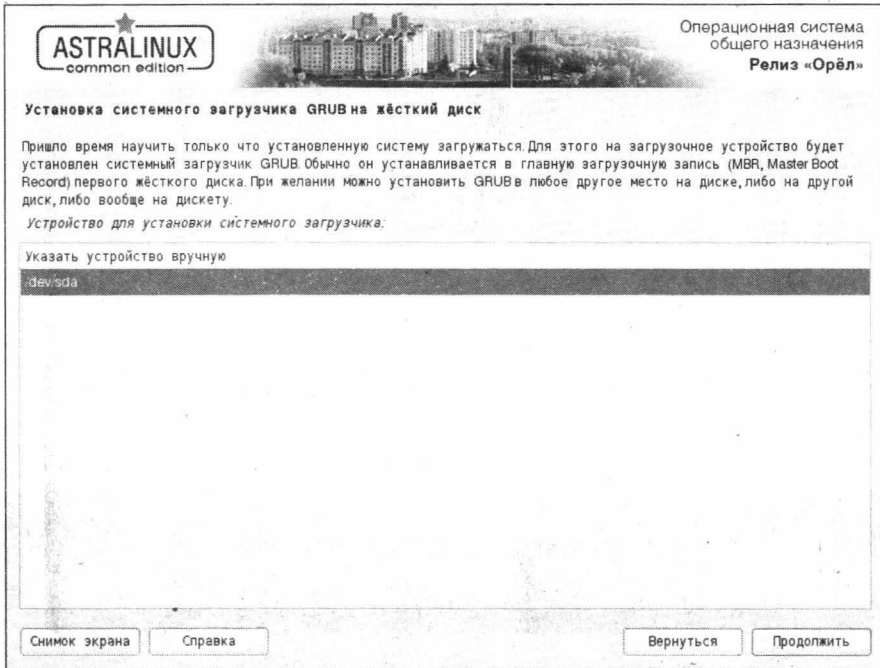 ASTRALINUX
common edition
Операционная система
общего назначения
Релиз «Орёл»
Установка системного загрузчика GRUB на жёсткий диск
Пришло время научить только что установленную систему загружаться. Для этого на загрузочное устройство будет
установлен системный загрузчик GRUB. Обычно он устанавливается в главную загрузочную запись (MBR, Master Boot
Record) первого жёсткого диска. При желании можно установить GRUB в любое другое место на диске, либо на другой
диск, либо вообще на дискету.
Устройство для установки системного загрузчика:
Указать устройство вручную
/dev/sda
Снимок экрана
Справка
Вернуться
Продолжить